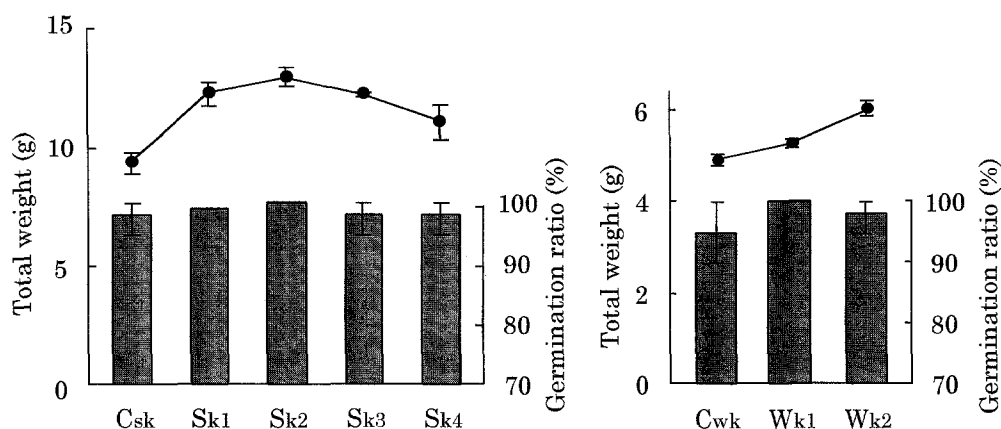 15
10
5
0
Total weight (g)
100
90
80
70
Germination ratio (%)
Csk Sk1 Sk2 Sk3 Sk4
6
4
2
0
Total weight (g)
100
90
80
70
Germination ratio (%)
Cwk Wk1 Wk2